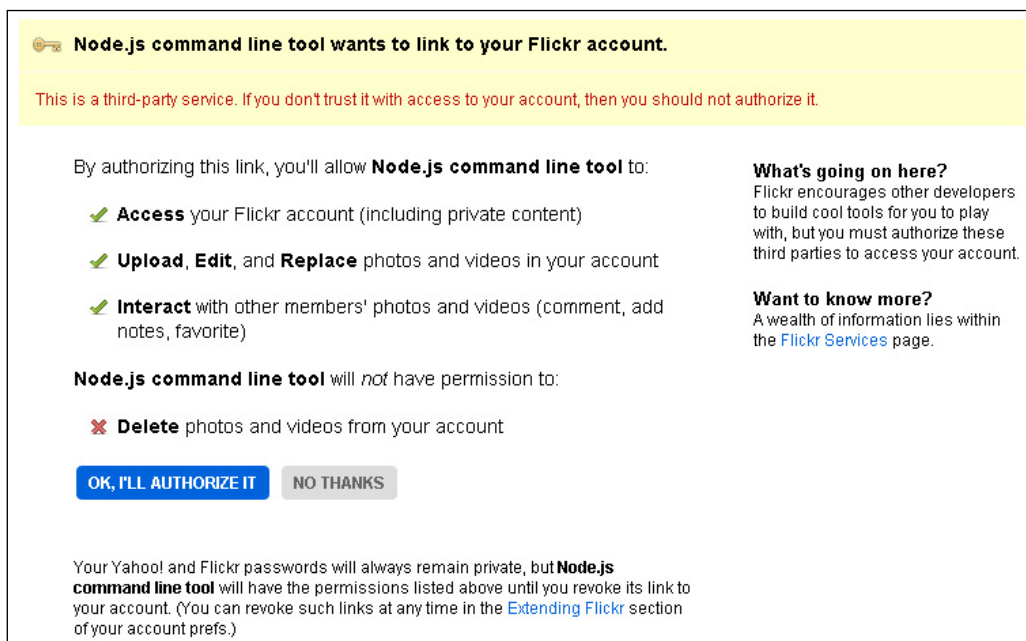 Node.js command line tool wants to link to your Flickr account.
This is a third-party service. If you don't trust it with access to your account, then you should not authorize it.
By authorizing this link, you'll allow Node.js command line tool to:
Access your Flickr account (including private content)
Upload, Edit, and Replace photos and videos in your account
Interact with other members' photos and videos (comment, add
notes, favorite)
Node.js command line tool will not have permission to:
Delete photos and videos from your account
OK, I'LL AUTHORIZE IT NO THANKS
Your Yahoo! and Flickr passwords will always remain private, but Node.js
command line tool will have the permissions listed above until you revoke its link to
your account. (You can revoke such links at any time in the Extending Flickr section
of your account prefs.)
What's going on here?
Flickr encourages other developers
to build cool tools for you to play
with, but you must authorize these
third parties to access your account.
Want to know more?
A wealth of information lies within
the Flickr Services page.